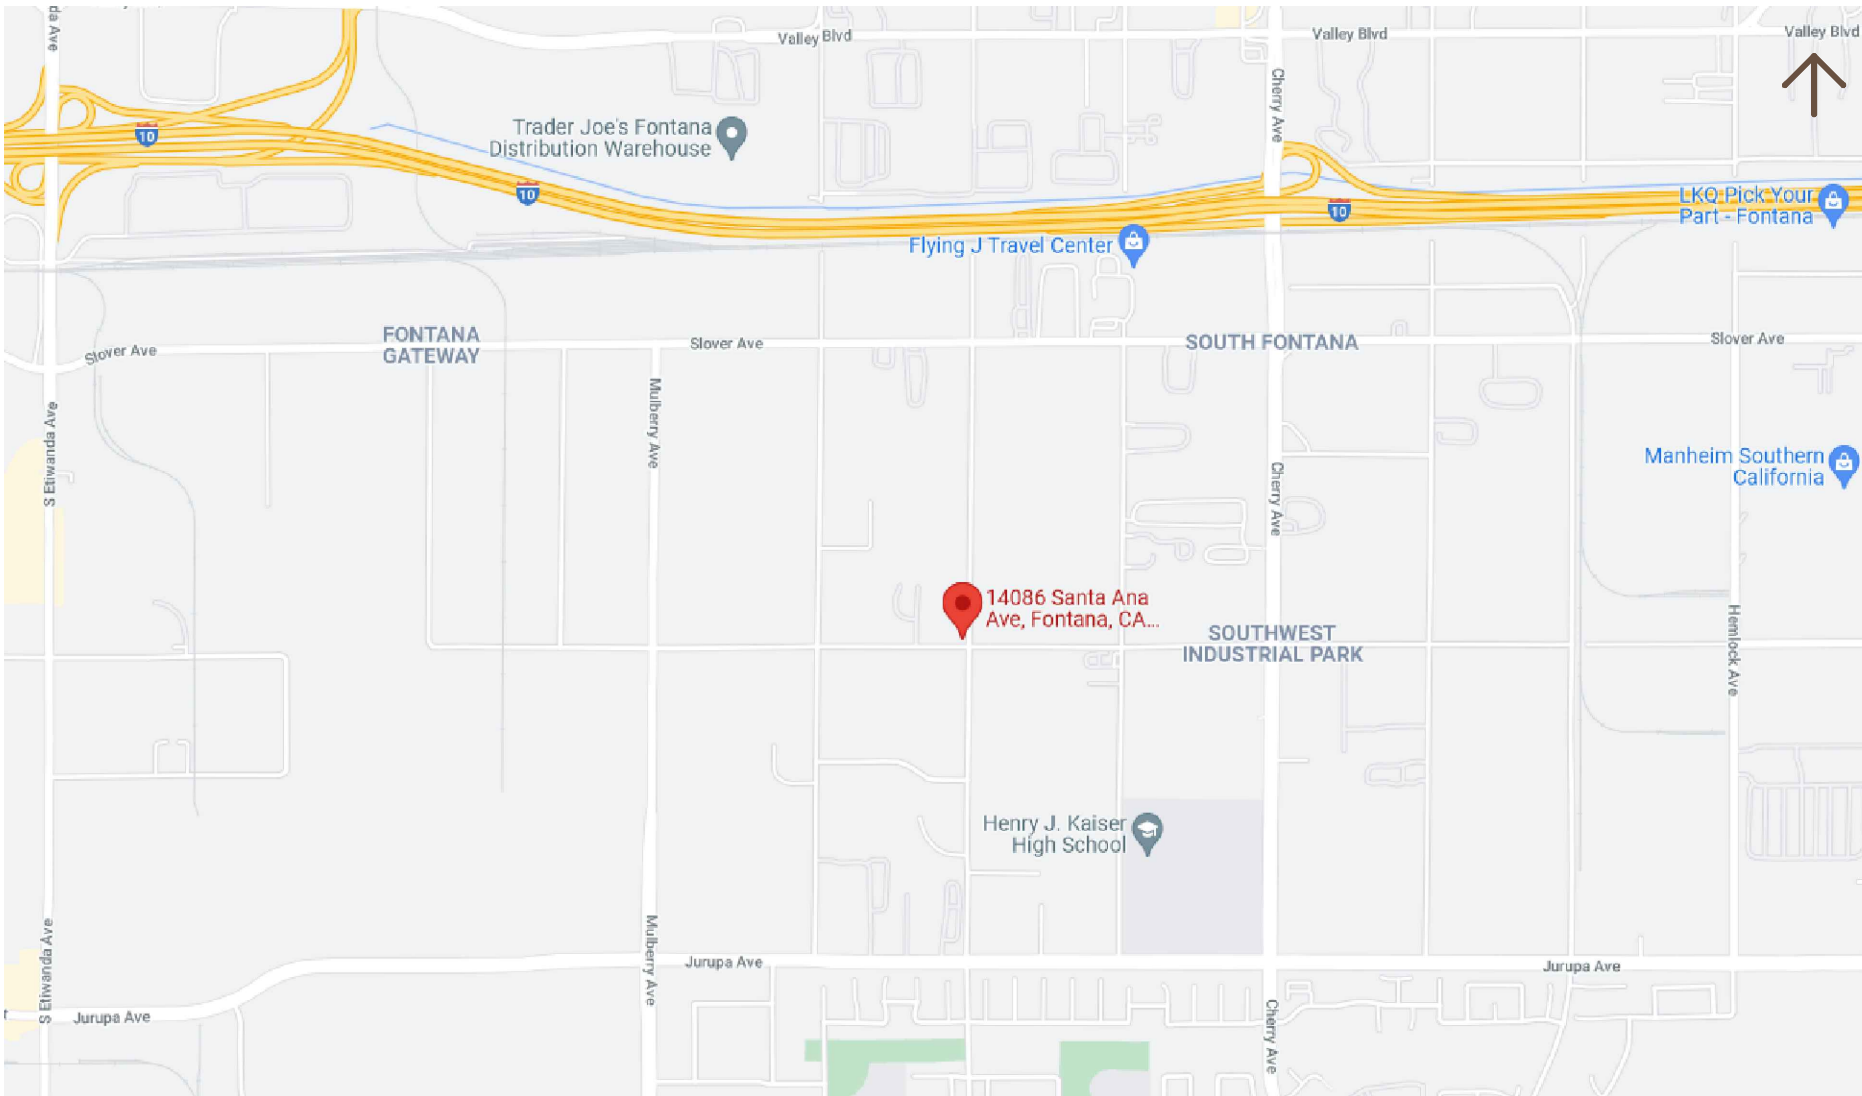 da Ave
Valley Blvd
Valley Blvd
Valley Blvd
Cherry Ave
10
Trader Joe's Fontana
Distribution Warehouse
10
10
LKQ Pick Your
Part - Fontana
Flying J Travel Center
FONTANA
GATEWAY
Slover Ave
Slover Ave
SOUTH FONTANA
Slover Ave
S Etiwanda Ave
Mulberry Ave
Cherry Ave
Manheim Southern
California
14086 Santa Ana
Ave, Fontana, CA...
SOUTHWEST
INDUSTRIAL PARK
Hemlock Ave
Henry J. Kaiser
High School
S Etiwanda Ave
Mulberry Ave
Jurupa Ave
Jurupa Ave
Jurupa Ave
Cherry Ave